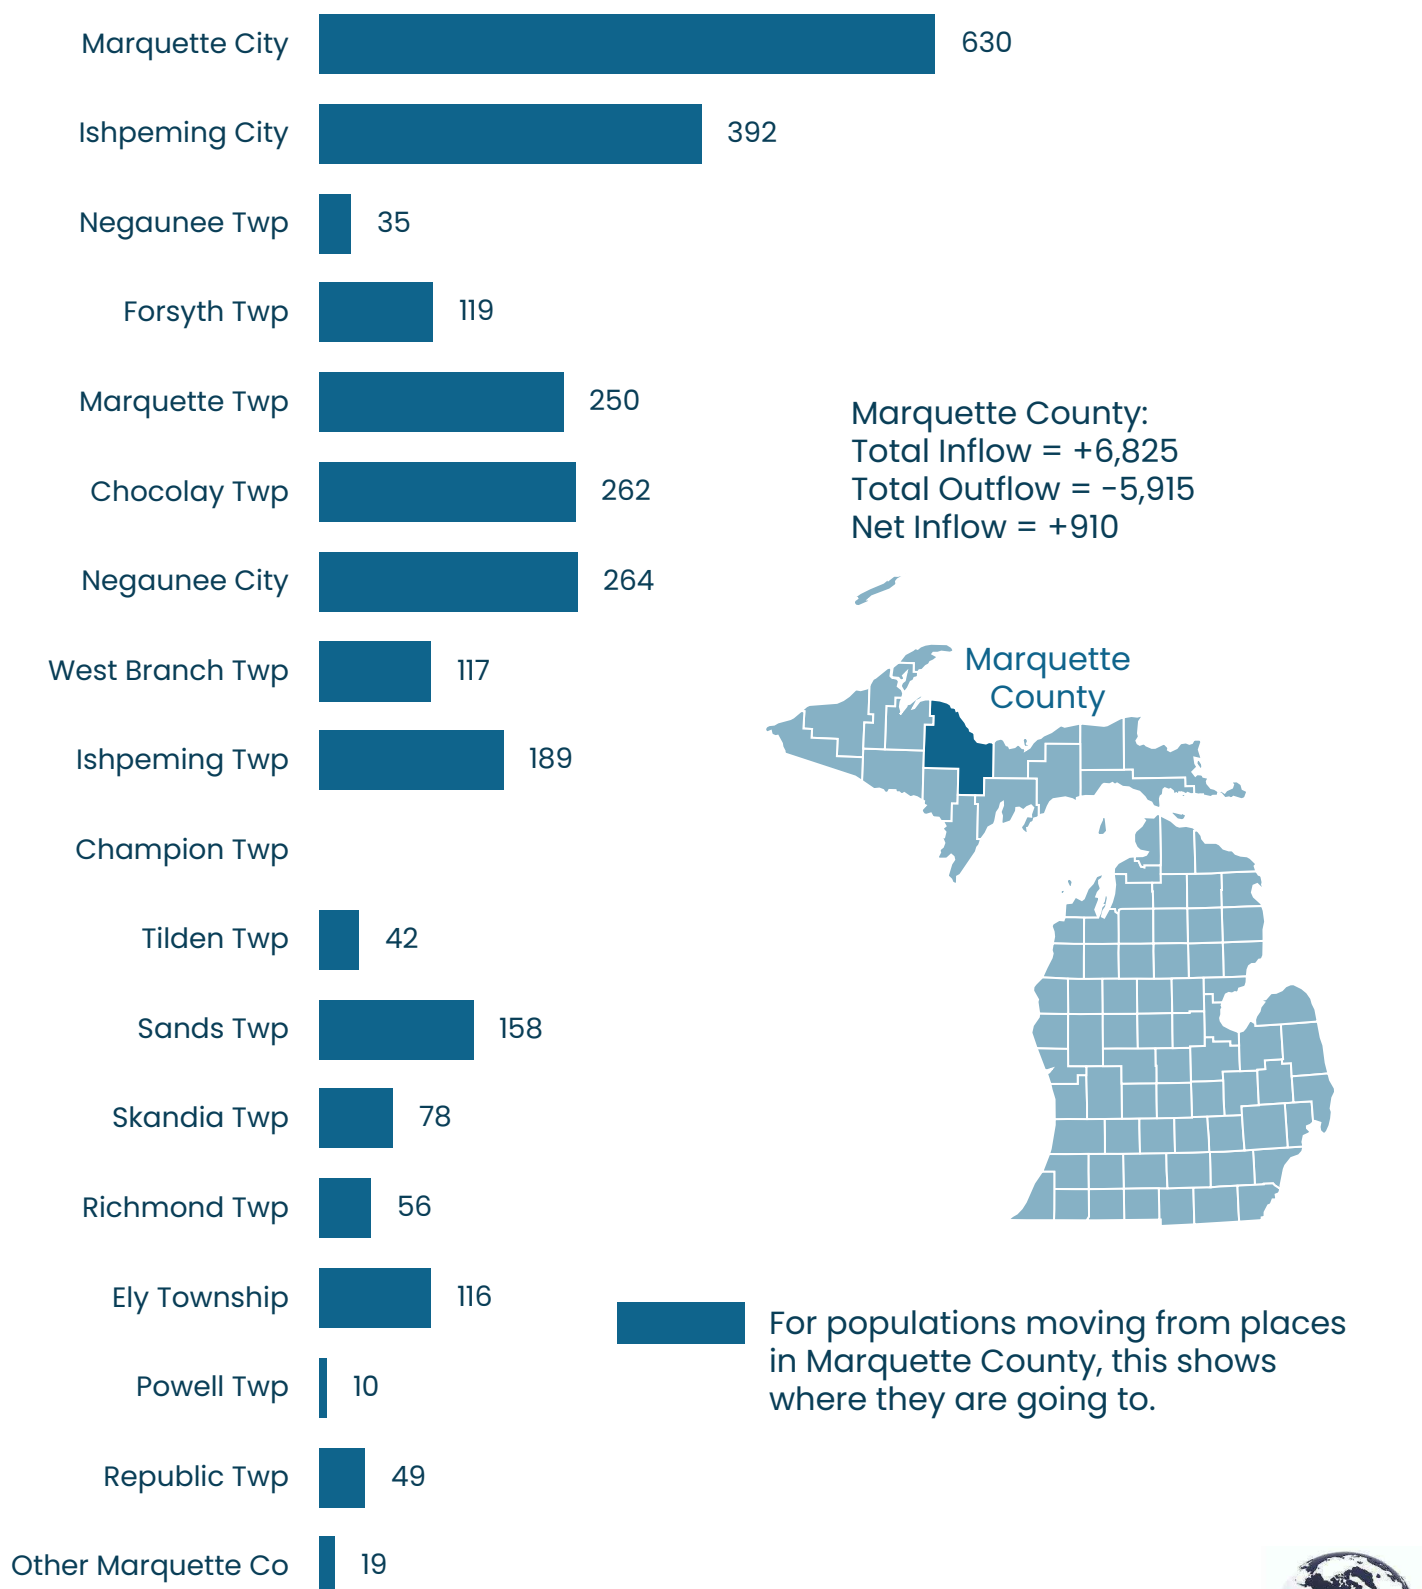 Marquette City 630
Ishpeming City 392
Negaunee Twp 35
Forsyth Twp 119
Marquette Twp 250
Chocolay Twp 262
Negaunee City 264
West Branch Twp 117
Ishpeming Twp 189
Champion Twp
Tilden Twp 42
Sands Twp 158
Skandia Twp 78
Richmond Twp 56
Ely Township 116
Powell Twp 10
Republic Twp 49
Other Marquette Co 19
Marquette County:
Total Inflow = +6,825
Total Outflow = -5,915
Net Inflow = +910
Marquette
County
For populations moving from places
in Marquette County, this shows
where they are going to.